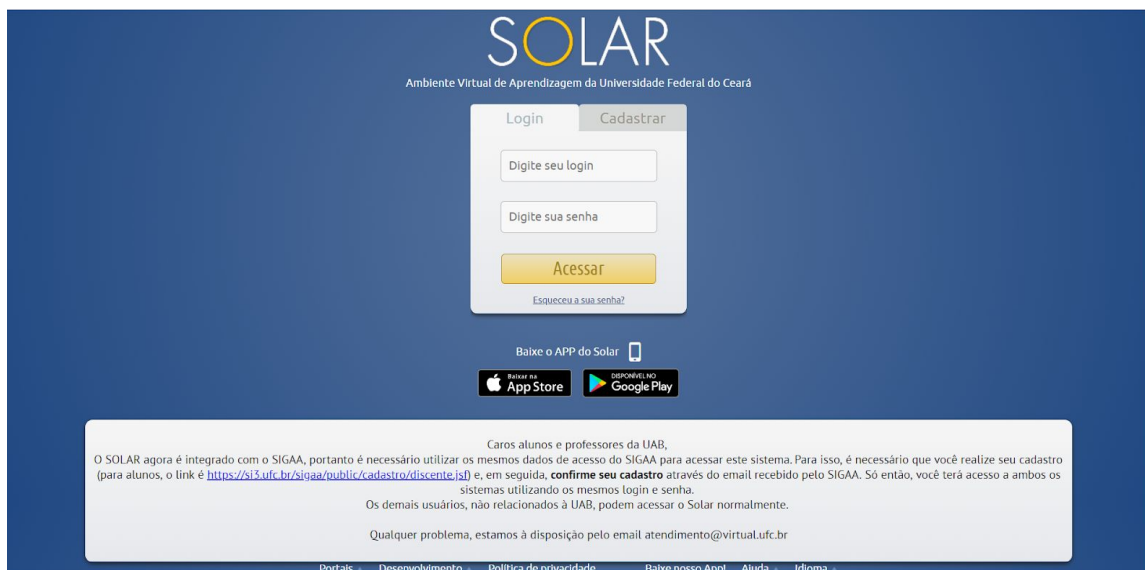 SOLAR
Ambiente Virtual de Aprendizagem da Universidade Federal do Ceará
Login Cadastrar
Digite seu login
Digite sua senha
Acessar
Esqueceu a sua senha?
Baixe o APP do Solar
Baixar na
App Store
DISPONÍVEL NO
Google Play
Caros alunos e professores da UAB,
O SOLAR agora é integrado com o SIGAA, portanto é necessário utilizar os mesmos dados de acesso do SIGAA para acessar este sistema. Para isso, é necessário que você realize seu cadastro
(para alunos, o link é https://si3.ufc.br/sigaa/public/cadastro/discente.jsf) e, em seguida, confirme seu cadastro através do email recebido pelo SIGAA. Só então, você terá acesso a ambos os
sistemas utilizando os mesmos login e senha.
Os demais usuários, não relacionados à UAB, podem acessar o Solar normalmente.
Qualquer problema, estamos à disposição pelo email atendimento@virtual.ufc.br
Portais Desenvolvimento Política de privacidade Baixe nosso App! Ajuda Idioma